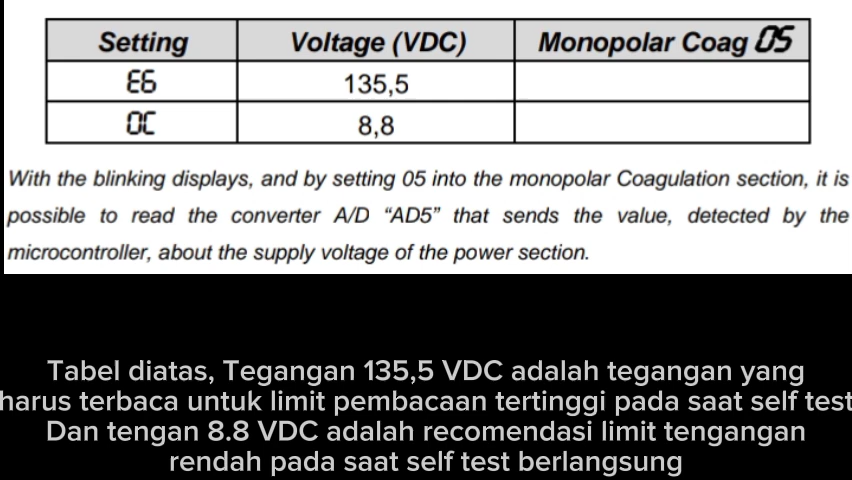 Setting Voltage (VDC) Monopolar Coag 05
E6 135,5
0C 8,8
With the blinking displays, and by setting 05 into the monopolar Coagulation section, it is
possible to read the converter A/D “AD5” that sends the value, detected by the
microcontroller, about the supply voltage of the power section.
Tabel diatas, Tegangan 135,5 VDC adalah tegangan yang
harus terbaca untuk limit pembacaan tertinggi pada saat self test
Dan tengan 8.8 VDC adalah recomendasi limit tengangan
rendah pada saat self test berlangsung